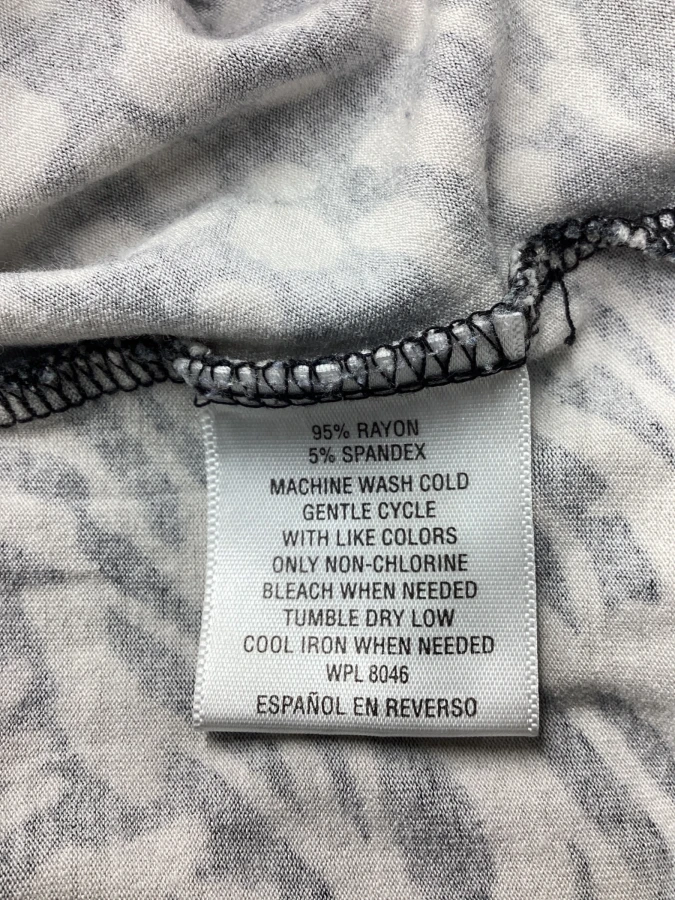 95% RAYON
5% SPANDEX
MACHINE WASH COLD
GENTLE CYCLE
WITH LIKE COLORS
ONLY NON-CHLORINE
BLEACH WHEN NEEDED
TUMBLE DRY LOW
COOL IRON WHEN NEEDED
WPL 8046
ESPAÑOL EN REVERSO